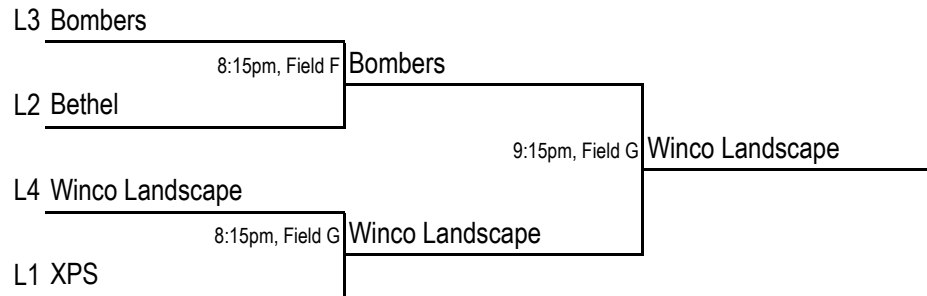 L3 Bombers
8:15pm, Field F
Bombers
L2 Bethel
9:15pm, Field G
Winco Landscape
L4 Winco Landscape
8:15pm, Field G
Winco Landscape
L1 XPS